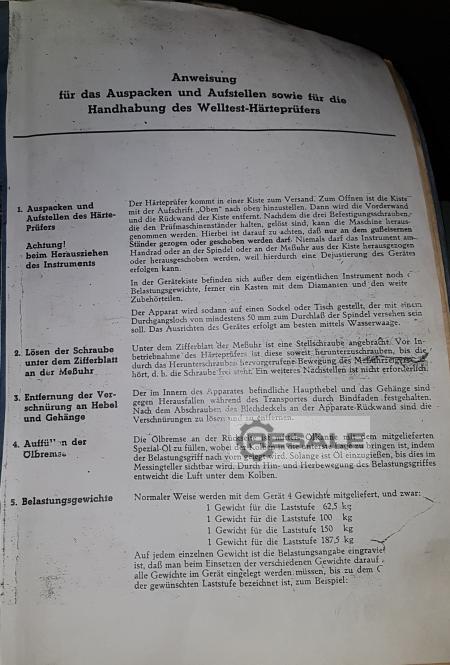 Anweisung
für das Auspacken und Aufstellen sowie für die
Handhabung des Welltest-Härteprüfers
1. Auspacken und
Aufstellen des Härte-
Prüfers
Achtung!
beim Herausziehen
des Instruments
Der Härteprüfer kommt in einer Kiste zum Versand. Zum Öffnen ist die Kiste
mit der Aufschrift „Oben" nach oben hinzustellen. Dann wird die Vorderwand
und die Rückwand der Kiste entfernt. Nachdem die drei Befestigungsschrauben,
die den Prüfmaschinenständer halten, gelöst sind, kann die Maschine heraus-
genommen werden. Hierbei ist darauf zu achten, daß nur an dem gußeisernen
Ständer gezogen oder geschoben werden darf. Niemals darf das Instrument am
Handrad oder an der Spindel oder an der Meßuhr aus der Kiste herausgezogen
oder herausgeschoben werden, weil hierdurch eine Dejustierung des Gerätes
erfolgen kann.
In der Gerätekiste befinden sich außer dem eigentlichen Instrument noch
Belastungsgewichte, ferner ein Kasten mit dem Diamanten und den weite
Zubehörteilen.
Der Apparat wird sodann auf einen Sockel oder Tisch gestellt, der mit einem
Durchgangsloch von mindestens 50 mm zum Durchlaß der Spindel versehen sein
soll. Das Ausrichten des Gerätes erfolgt am besten mittels Wasserwaage.
2. Lösen der Schraube
unter dem Zifferblatt
an der Meßuhr
Unter dem Zifferblatt der Meßuhr ist eine Stellschraube angebracht. Vor In-
betriebnahme des Härteprüfers ist diese soweit herunterzuschrauben, bis die
durch das Herunterschrauben hervorgerufene Bewegung des Meßuhrzeigers
hört, d. h. die Schraube frei steht. Ein weiteres Nachstellen ist nicht erforderlich.
3. Entfernung der Ver-
schnürung an Hebel
und Gehänge
Der im Innern des Apparates befindliche Haupthebel und das Gehänge sind
gegen Herausfallen während des Transportes durch Bindfaden festgehalten.
Nach dem Abschrauben des Blechdeckels an der Apparate-Rückwand sind die
Verschnürungen zu lösen und zu entfernen.
4. Auffüllen der
Ölbremse
Die Ölbremse an der Rückseite mit dem mitgelieferten
Spezial-Öl zu füllen, wobei in die unterste Lage zu bringen ist, indem
der Belastungsgriff nach vorn gelegt wird. Solange ist Öl einzugießen, bis dies im
Messingteller sichtbar wird. Durch Hin- und Herbewegung des Belastungsgriffes
entweicht die Luft unter dem Kolben.
GESALE
5. Belastungsgewichte
Normaler Weise werden mit dem Gerät 4 Gewichte mitgeliefert, und zwar:
1 Gewicht für die Laststufe 62,5 kg
1 Gewicht für die Laststufe 100 kg
1 Gewicht für die Laststufe 150 kg
1 Gewicht für die Laststufe 187,5 kg
Auf jedem einzelnen Gewicht ist die Belastungsangabe eingravie
ist, daß man beim Einsetzen der verschiedenen Gewichte darauf
alle Gewichte im Gerät eingelegt werden müssen, bis zu dem
der gewünschten Laststufe bezeichnet ist, zum Beispiel: